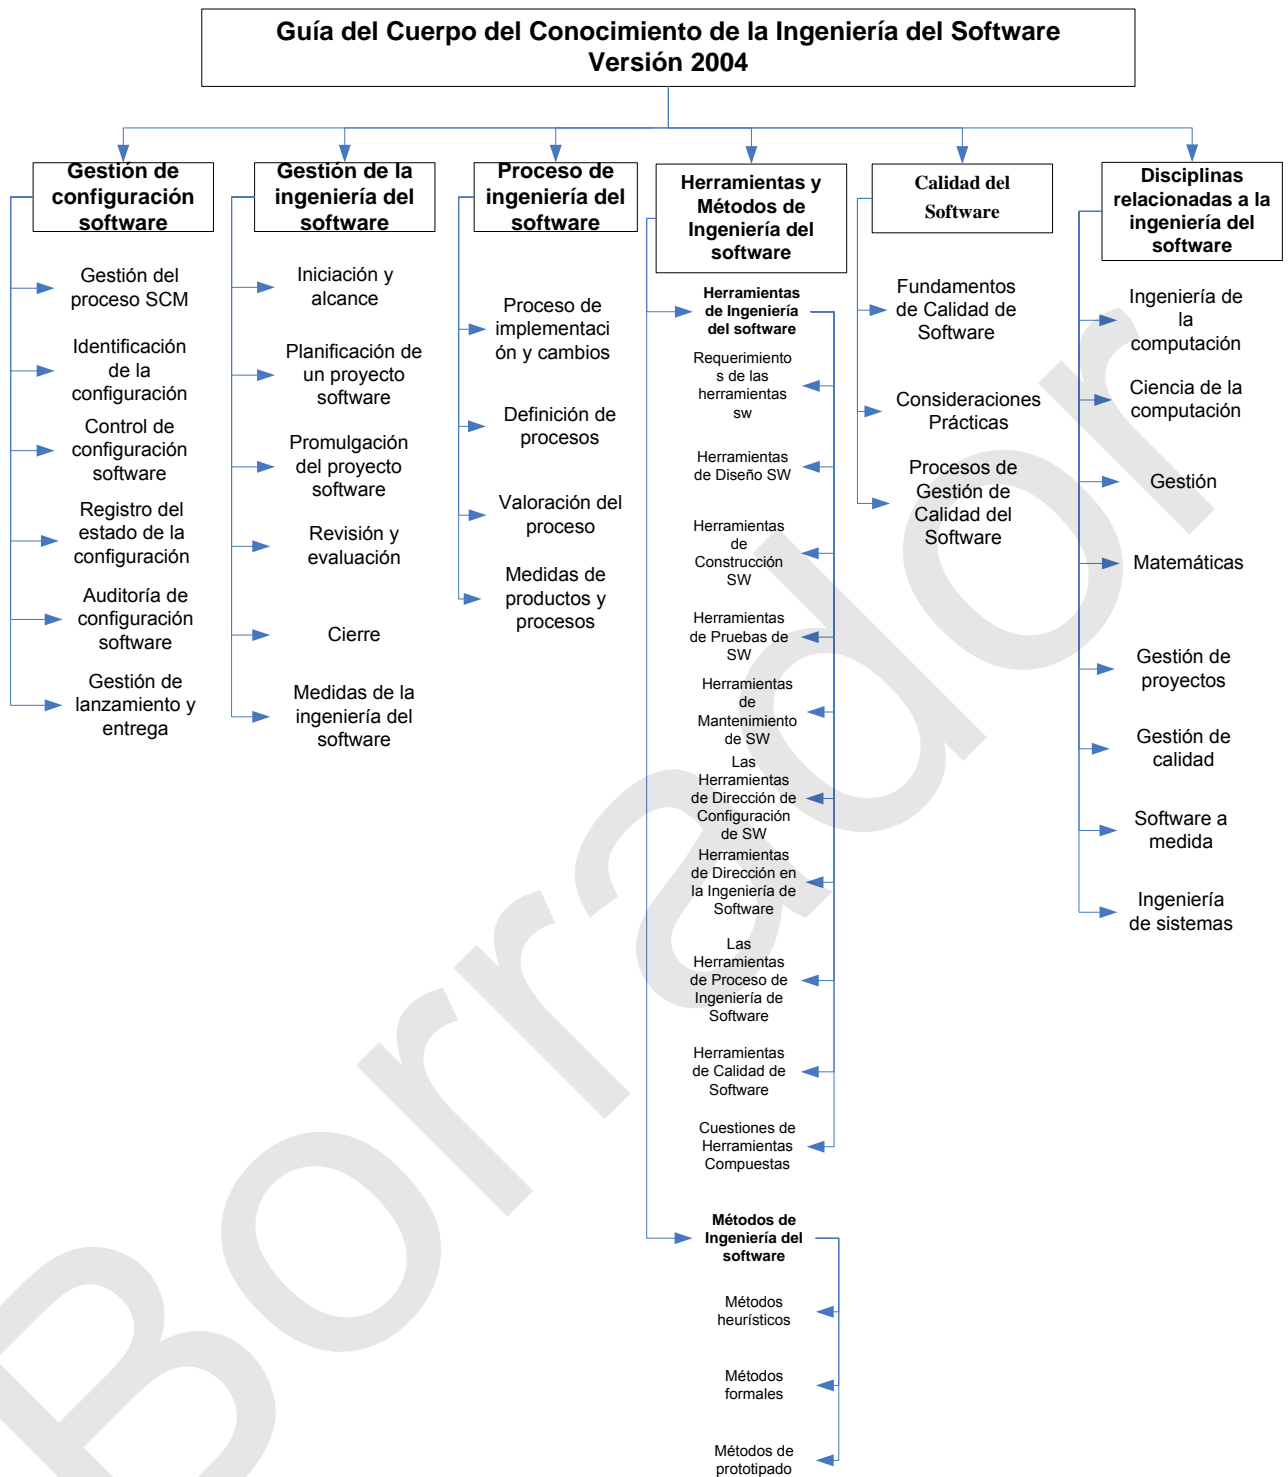 Guía del Cuerpo del Conocimiento de la Ingeniería del Software
Versión 2004
Gestión de
configuración
software
Gestión del
proceso SCM
Identificación
de la
configuración
Control de
configuración
software
Registro del
estado de la
configuración
Auditoría de
configuración
software
Gestión de
lanzamiento y
entrega
Gestión de la
ingeniería del
software
Iniciación y
alcance
Planificación de
un proyecto
software
Promulgación
del proyecto
software
Revisión y
evaluación
Cierre
Medidas de la
ingeniería del
software
Proceso de
ingeniería del
software
Proceso de
implementaci
ón y cambios
Definición de
procesos
Valoración del
proceso
Medidas de
productos y
procesos
Herramientas y
Métodos de
Ingeniería del
software
Herramientas
de Ingeniería
del software
Requerimiento
s de las
herramientas
sw
Herramientas
de Diseño SW
Herramientas
de
Construcción
SW
Herramientas
de Pruebas de
SW
Herramientas
de
Mantenimiento
de SW
Las
Herramientas
de Dirección de
Configuración
de SW
Herramientas
de Dirección en
la Ingeniería de
Software
Las
Herramientas
de Proceso de
Ingeniería de
Software
Herramientas
de Calidad de
Software
Cuestiones de
Herramientas
Compuestas
Métodos de
Ingeniería del
software
Métodos
heurísticos
Métodos
formales
Métodos de
prototipado
Calidad del
Software
Fundamentos
de Calidad de
Software
Consideraciones
Prácticas
Procesos de
Gestión de
Calidad del
Software
Disciplinas
relacionadas a la
ingeniería del
software
Ingeniería de
la
computación
Ciencia de la
computación
Gestión
Matemáticas
Gestión de
proyectos
Gestión de
calidad
Software a
medida
Ingeniería
de sistemas
Borrador